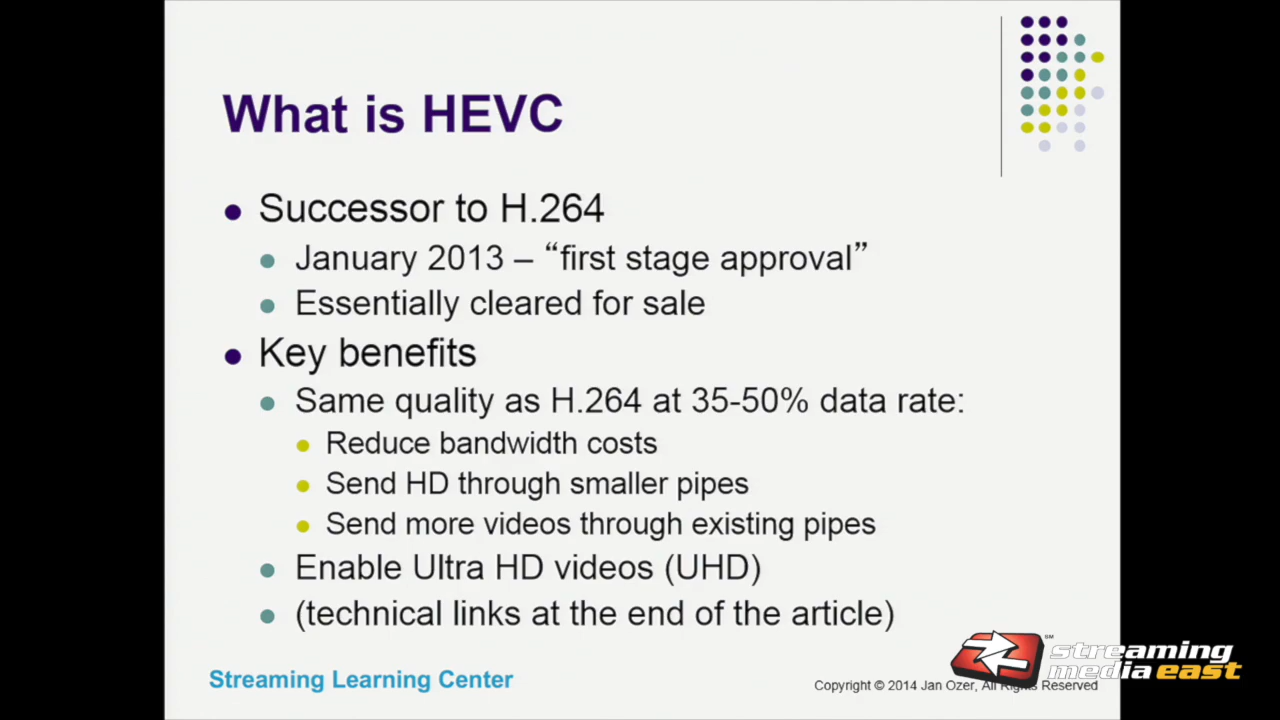 What is HEVC
Successor to H.264
January 2013 – “first stage approval”
Essentially cleared for sale
Key benefits
Same quality as H.264 at 35-50% data rate:
Reduce bandwidth costs
Send HD through smaller pipes
Send more videos through existing pipes
Enable Ultra HD videos (UHD)
(technical links at the end of the article)
Streaming Learning Center
Copyright © 2014 Jan Ozer, All Rights Reserved
SM
streaming
media east